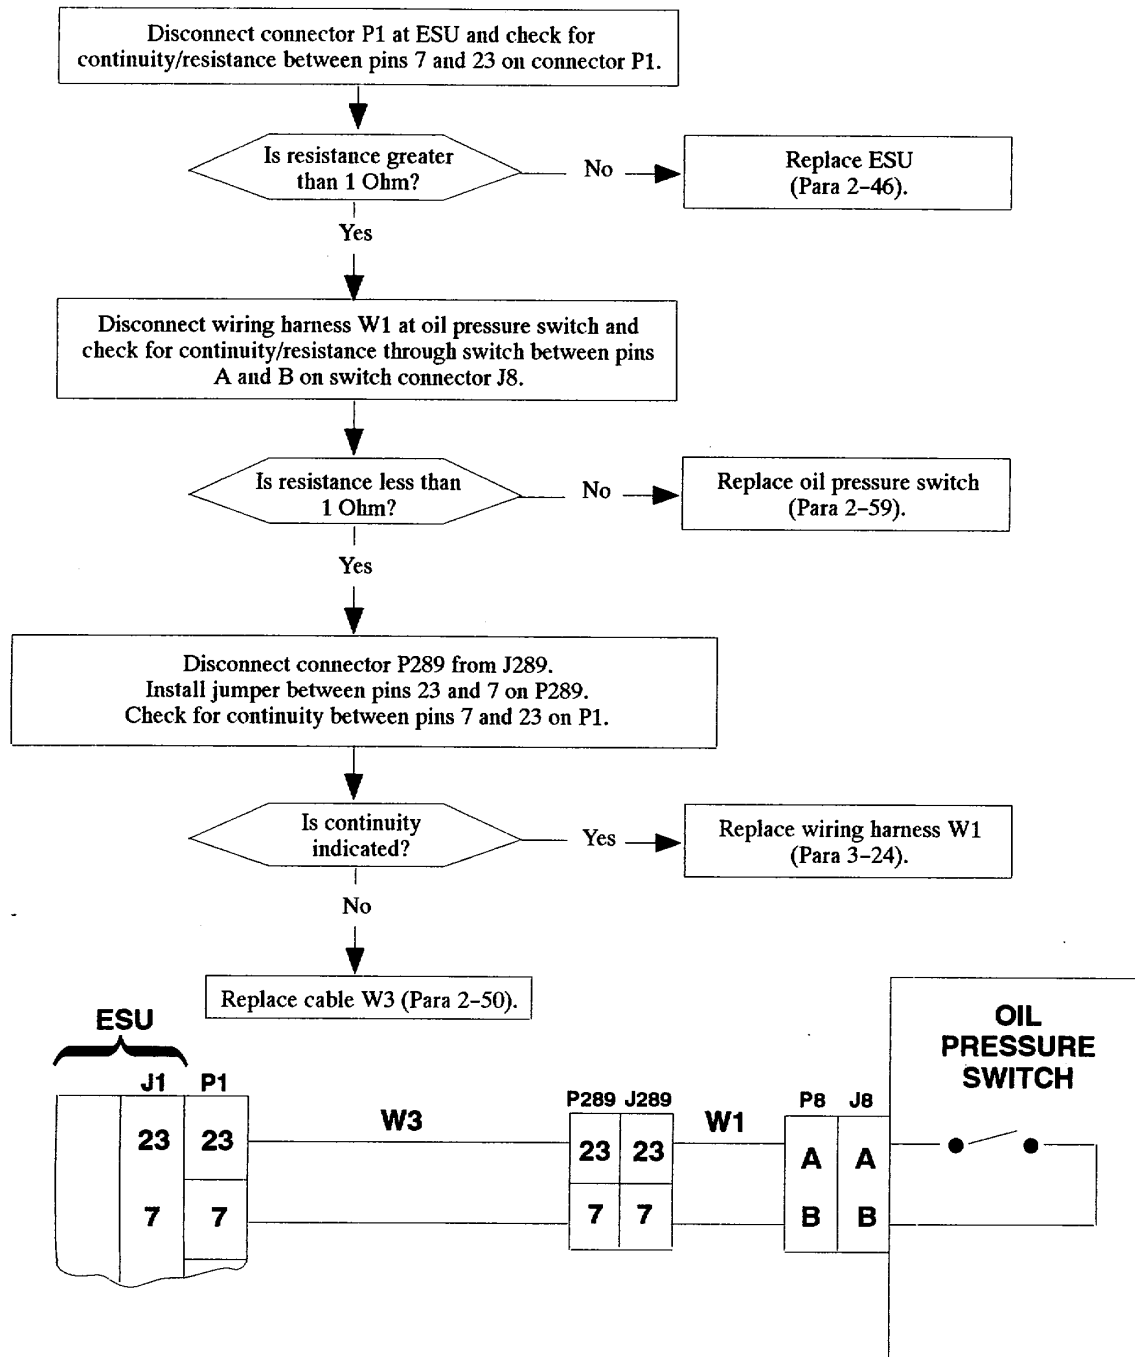 Disconnect connector P1 at ESU and check for
continuity/resistance between pins 7 and 23 on connector P1.
Is resistance greater
than 1 Ohm?
No
Replace ESU
(Para 2–46).
Yes
Disconnect wiring harness W1 at oil pressure switch and
check for continuity/resistance through switch between pins
A and B on switch connector J8.
Is resistance less than
1 Ohm?
No
Replace oil pressure switch
(Para 2–59).
Yes
Disconnect connector P289 from J289.
Install jumper between pins 23 and 7 on P289.
Check for continuity between pins 7 and 23 on P1.
Is continuity
indicated?
Yes
Replace wiring harness W1
(Para 3–24).
No
Replace cable W3 (Para 2–50).
ESU
OIL
PRESSURE
SWITCH
J1 P1
W3
P289 J289
W1
P8 J8
23 23
23 23
A A
7 7
7 7
B B